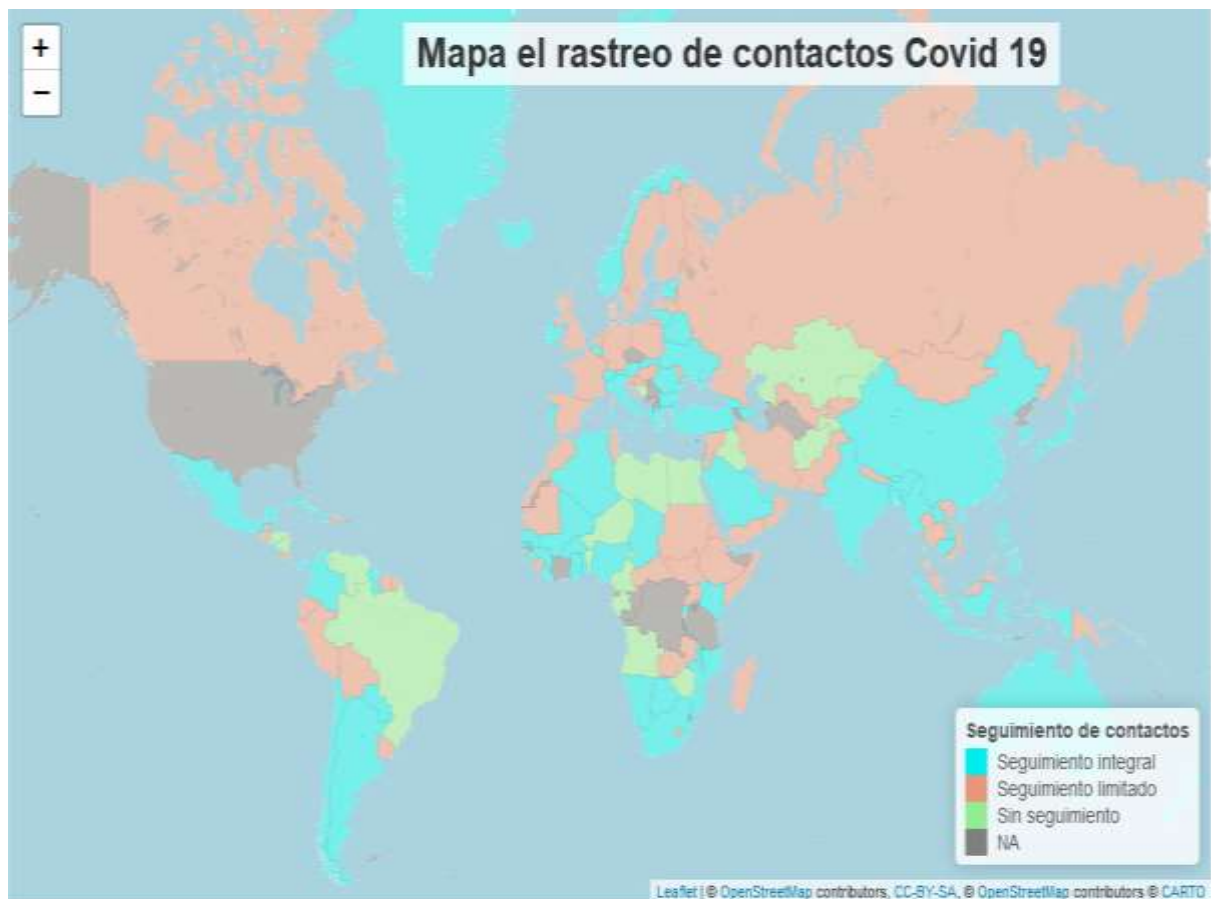 +
−
Mapa el rastreo de contactos Covid 19
Seguimiento de contactos
Seguimiento integral
Seguimiento limitado
Sin seguimiento
NA
Leaflet | © OpenStreetMap contributors, CC-BY-SA, © OpenStreetMap contributors © CARTO